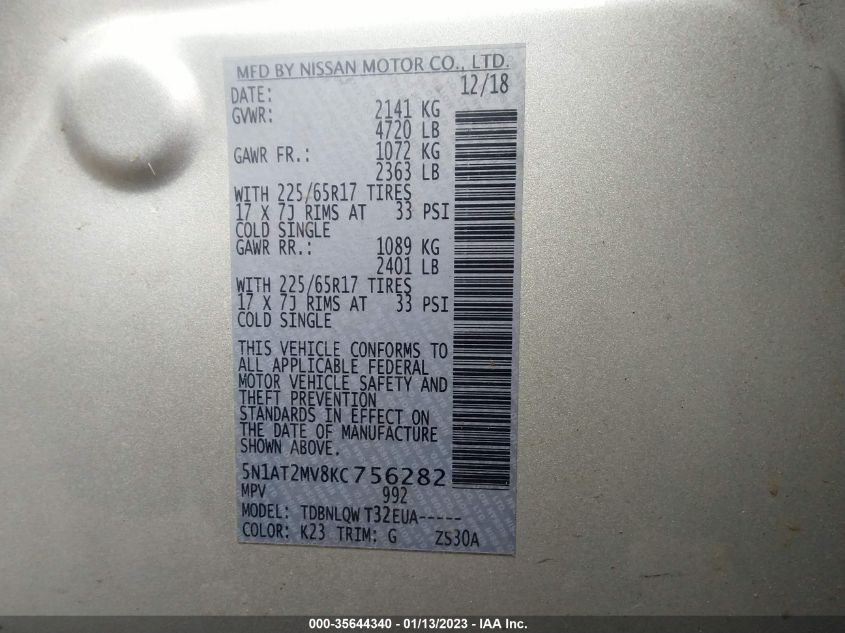 MFD BY NISSAN MOTOR CO., LTD.
DATE: 12/18
GVWR: 2141 KG
4720 LB
GAWR FR.: 1072 KG
2363 LB
WITH 225/65R17 TIRES
17 X 7J RIMS AT 33 PSI
COLD SINGLE
GAWR RR.: 1089 KG
2401 LB
WITH 225/65R17 TIRES
17 X 7J RIMS AT 33 PSI
COLD SINGLE
THIS VEHICLE CONFORMS TO
ALL APPLICABLE FEDERAL
MOTOR VEHICLE SAFETY AND
THEFT PREVENTION
STANDARDS IN EFFECT ON
THE DATE OF MANUFACTURE
SHOWN ABOVE.
5N1AT2MV8KC756282
MPV 992
MODEL: TDBNLQW T32EUA-----
COLOR: K23 TRIM: G ZS30A
000-35644340 - 01/13/2023 - IAA Inc.